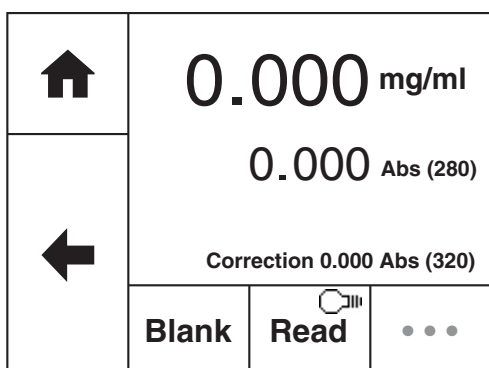 0.000 mg/ml
0.000 Abs (280)
Correction 0.000 Abs (320)
Blank Read •••